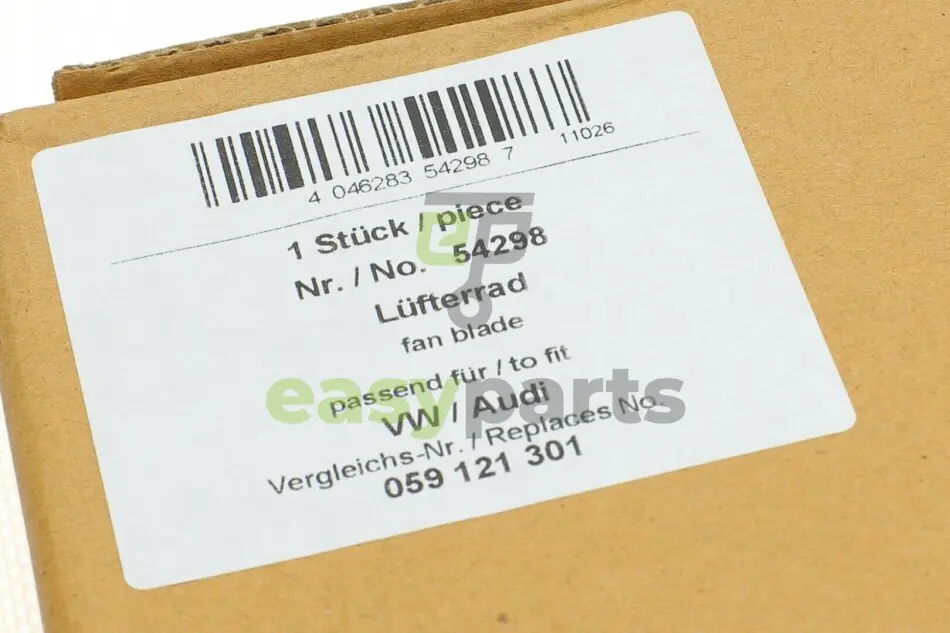 4 046283 54298 7
11026
1 Stück / piece
Nr. / No. 54298
Lüfterrad
fan blade
passend für / to fit
VW / Audi
Vergleichs-Nr. / Replaces No.
059 121 301
easyparts